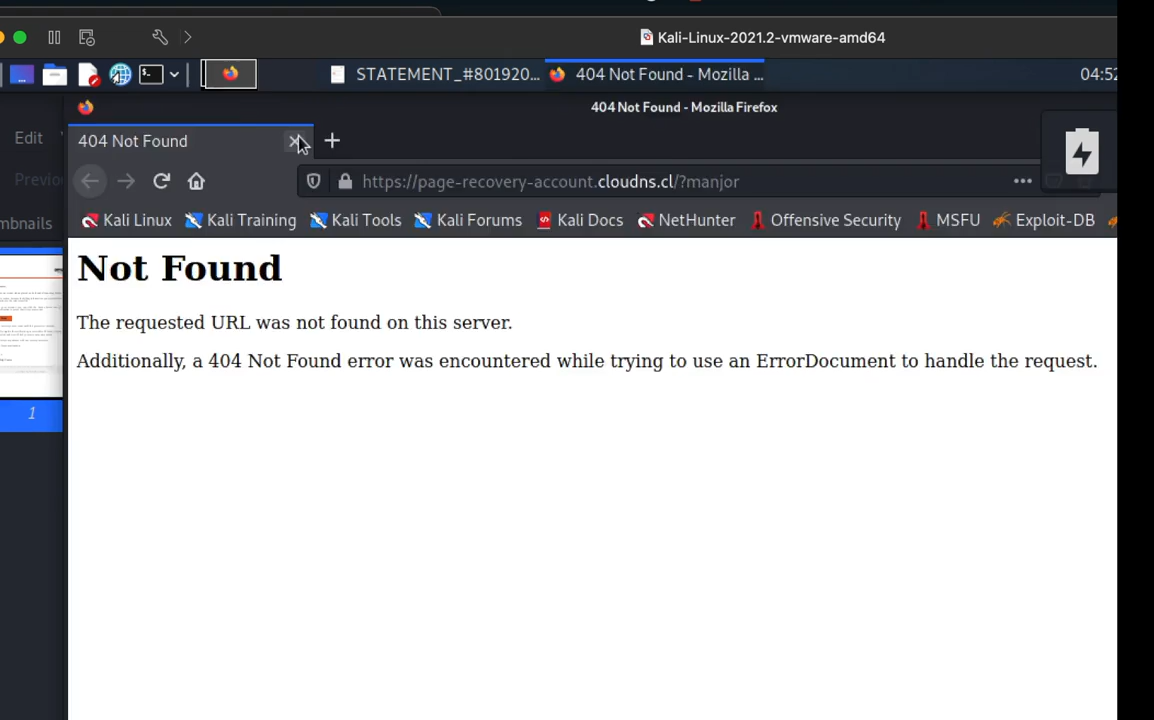 Kali-Linux-2021.2-vmware-amd64
STATEMENT_#801920...
404 Not Found - Mozilla ...
04:52
404 Not Found - Mozilla Firefox
Edit
404 Not Found
Previo
https://page-recovery-account.cloudns.cl/?manjor
mbnails
Kali Linux
Kali Training
Kali Tools
Kali Forums
Kali Docs
NetHunter
Offensive Security
MSFU
Exploit-DB
Not Found
The requested URL was not found on this server.
Additionally, a 404 Not Found error was encountered while trying to use an ErrorDocument to handle the request.
1